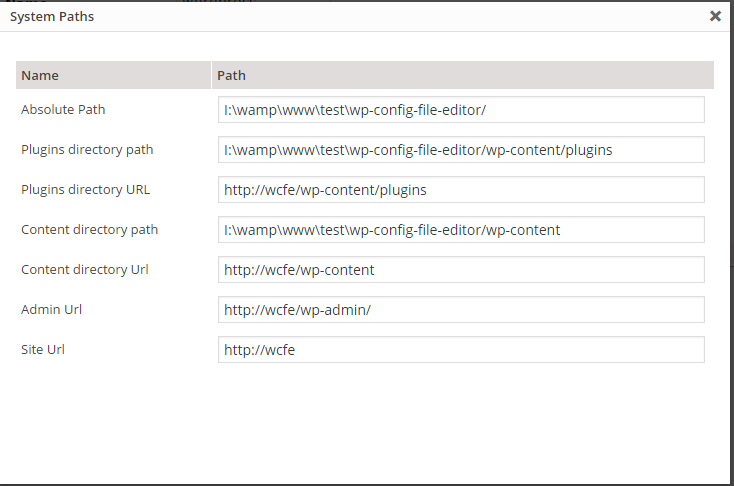 System Paths
Name Path
Absolute Path I:\wamp\www\test\wp-config-file-editor/
Plugins directory path I:\wamp\www\test\wp-config-file-editor/wp-content/plugins
Plugins directory URL http://wcfe/wp-content/plugins
Content directory path I:\wamp\www\test\wp-config-file-editor/wp-content
Content directory Url http://wcfe/wp-content
Admin Url http://wcfe/wp-admin/
Site Url http://wcfe